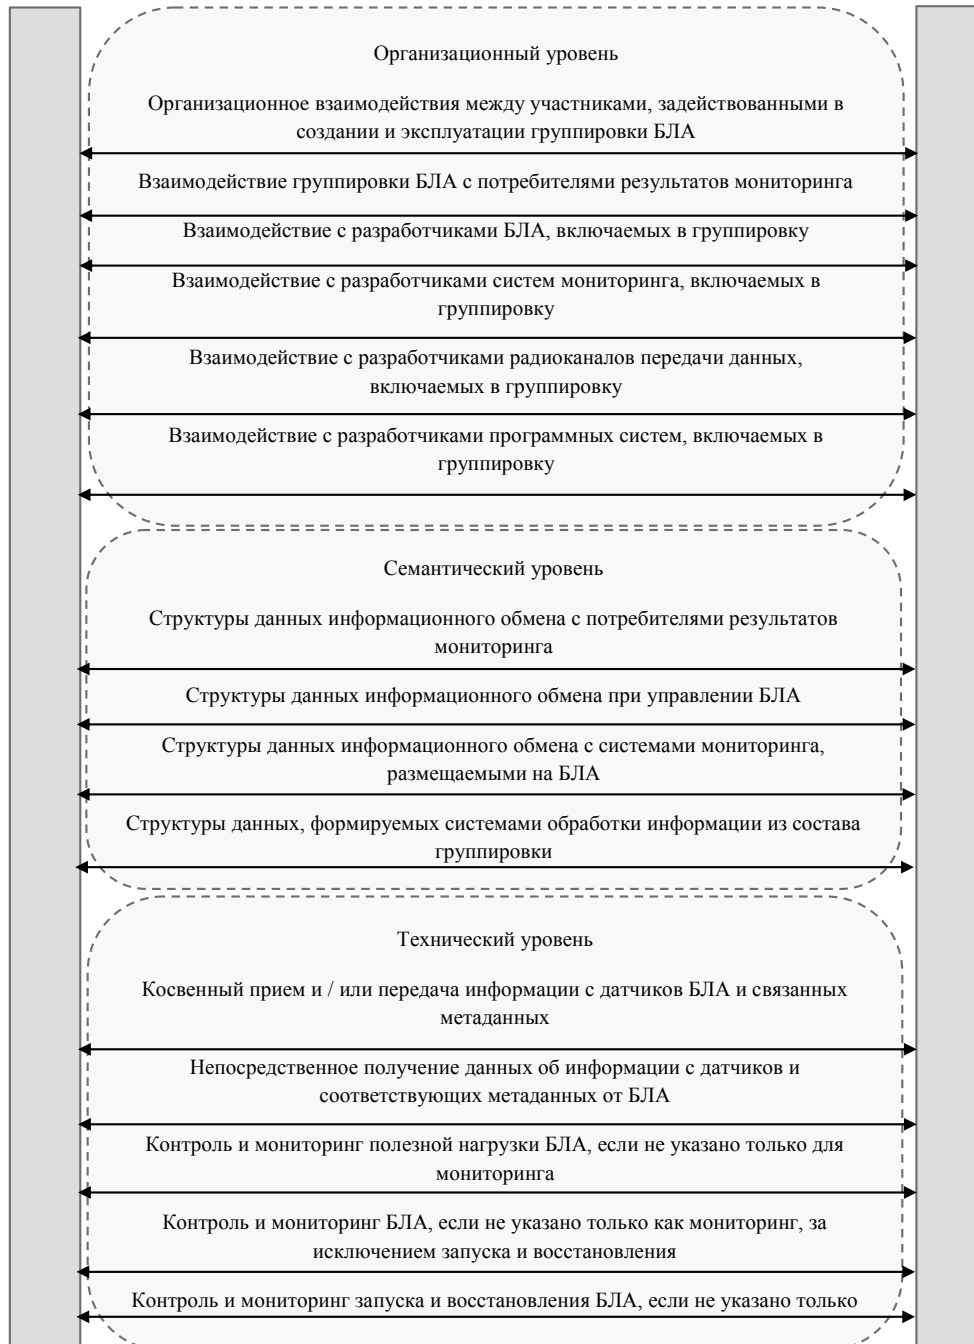 Организационный уровень
Организационное взаимодействия между участниками, задействованными в
создании и эксплуатации группировки БЛА
Взаимодействие группировки БЛА с потребителями результатов мониторинга
Взаимодействие с разработчиками БЛА, включаемых в группировку
Взаимодействие с разработчиками систем мониторинга, включаемых в
группировку
Взаимодействие с разработчиками радиоканалов передачи данных,
включаемых в группировку
Взаимодействие с разработчиками программных систем, включаемых в
группировку
Семантический уровень
Структуры данных информационного обмена с потребителями результатов
мониторинга
Структуры данных информационного обмена при управлении БЛА
Структуры данных информационного обмена с системами мониторинга,
размещаемыми на БЛА
Структуры данных, формируемых системами обработки информации из состава
группировки
Технический уровень
Косвенный прием и / или передача информации с датчиков БЛА и связанных
метаданных
Непосредственное получение данных об информации с датчиков и
соответствующих метаданных от БЛА
Контроль и мониторинг полезной нагрузки БЛА, если не указано только для
мониторинга
Контроль и мониторинг БЛА, если не указано только как мониторинг, за
исключением запуска и восстановления
Контроль и мониторинг запуска и восстановления БЛА, если не указано только